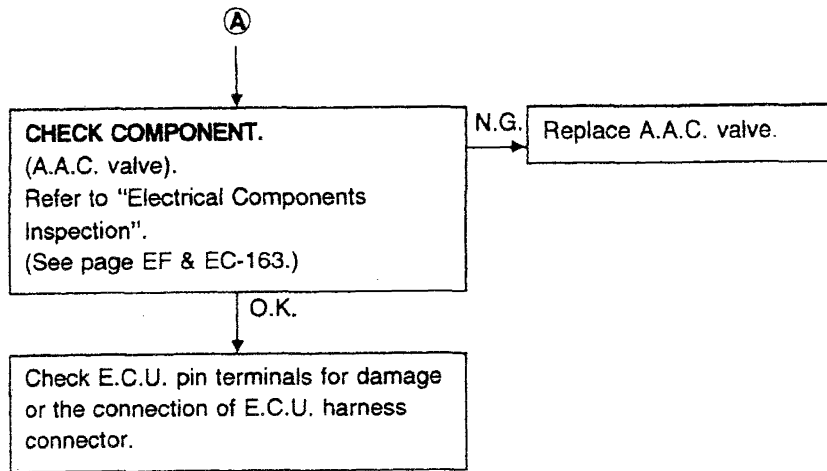 A
CHECK COMPONENT.
(A.A.C. valve).
Refer to "Electrical Components
Inspection".
(See page EF & EC-163.)
N.G.
Replace A.A.C. valve.
O.K.
Check E.C.U. pin terminals for damage
or the connection of E.C.U. harness
connector.